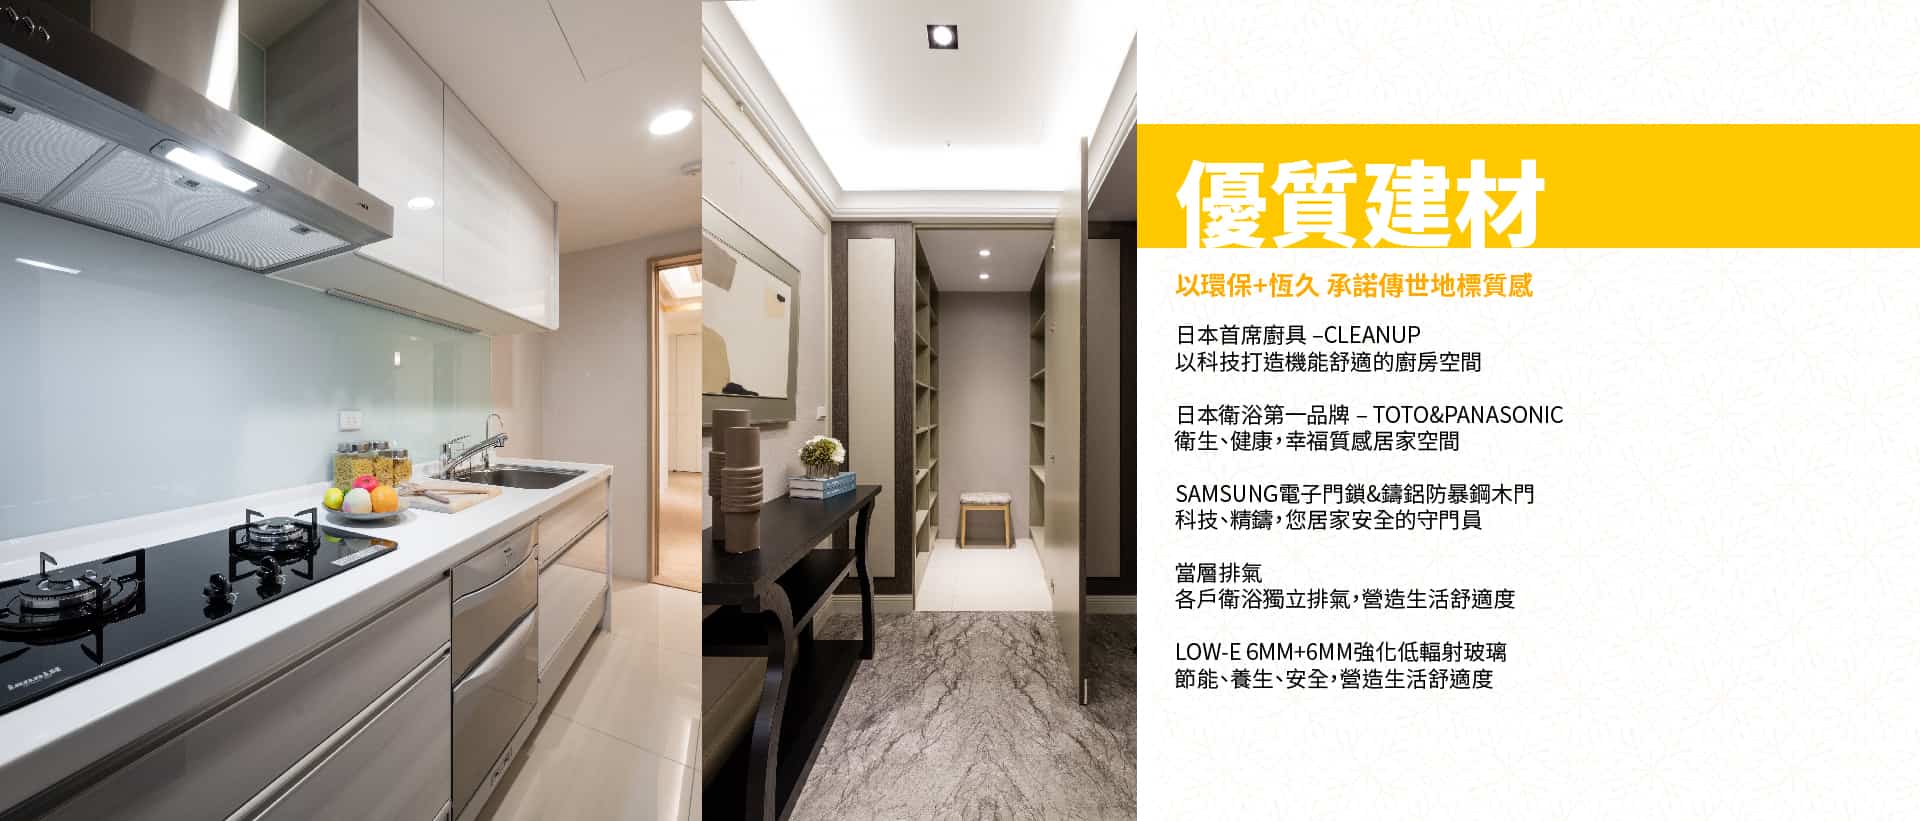 優質建材
以環保+恆久 承諾傳世地標質感
日本首席廚具 –CLEANUP
以科技打造機能舒適的廚房空間
日本衛浴第一品牌 – TOTO&PANASONIC
衛生、健康，幸福質感居家空間
SAMSUNG電子門鎖&鑄鋁防暴鋼木門
科技、精鑄，您居家安全的守門員
當層排氣
各戶衛浴獨立排氣，營造生活舒適度
LOW-E 6MM+6MM強化低輻射玻璃
節能、養生、安全，營造生活舒適度